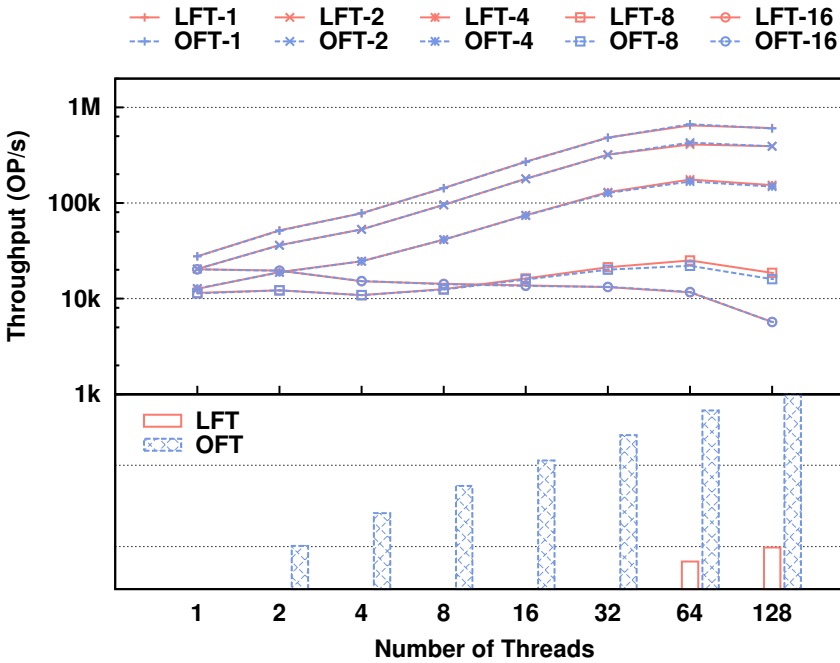 LFT-1 LFT-2 LFT-4 LFT-8 LFT-16
OFT-1 OFT-2 OFT-4 OFT-8 OFT-16
1M
100k
10k
1k
Throughput (OP/s)
LFT
OFT
1 2 4 8 16 32 64 128
Number of Threads